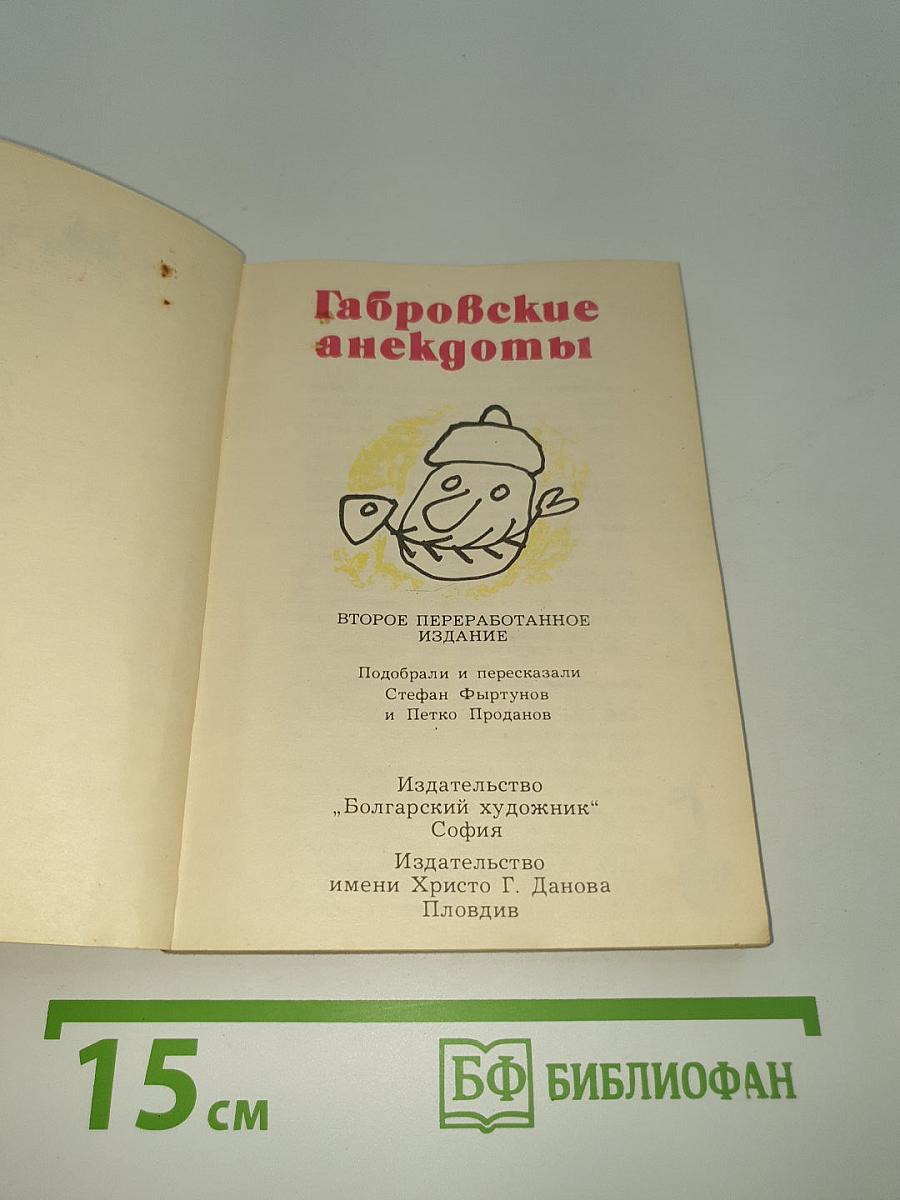 Габровские
анекдоты
ВТОРОЕ ПЕРЕРАБОТАННОЕ
ИЗДАНИЕ
Подобрали и пересказали
Стефан Фыртунов
и Петко Проданов
Издательство
„Болгарский художник“
София
Издательство
имени Христо Г. Данова
Пловдив
15 см
БФ БИБЛИОФАН